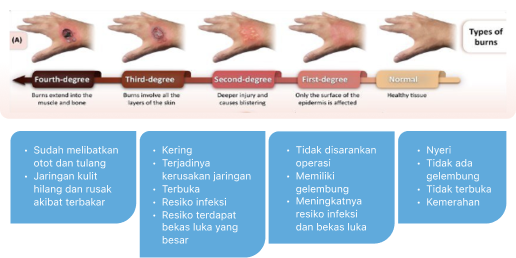 (A)
Types of
burns
Fourth-degree
Third-degree
Second-degree
First-degree
Normal
Burns extend into the
muscle and bone
Burns involve all the
layers of the skin
Deeper injury and
causes blistering
Only the surface of the
epidermis is affected
Healthy tissue
• Sudah melibatkan
otot dan tulang
• Jaringan kulit
hilang dan rusak
akibat terbakar
• Kering
• Terjadinya
kerusakan jaringan
• Terbuka
• Resiko infeksi
• Resiko terdapat
bekas luka yang
besar
• Tidak disarankan
operasi
• Memiliki
gelembung
• Meningkatnya
resiko infeksi
dan bekas luka
• Nyeri
• Tidak ada
gelembung
• Tidak terbuka
• Kemerahan